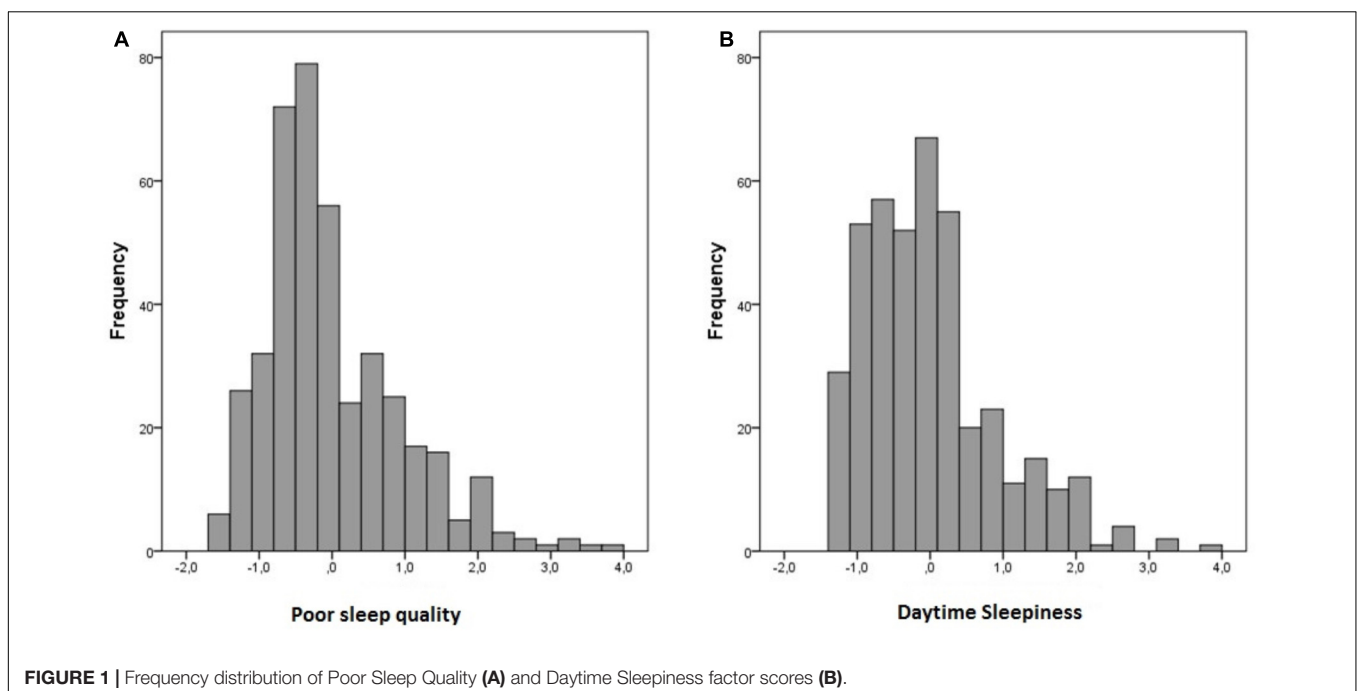 A
80
60
40
20
0
Frequency
-2,0 -1,0 ,0 1,0 2,0 3,0 4,0
Poor sleep quality
B
80
60
40
20
0
Frequency
-2,0 -1,0 ,0 1,0 2,0 3,0 4,0
Daytime Sleepiness
FIGURE 1 | Frequency distribution of Poor Sleep Quality (A) and Daytime Sleepiness factor scores (B).